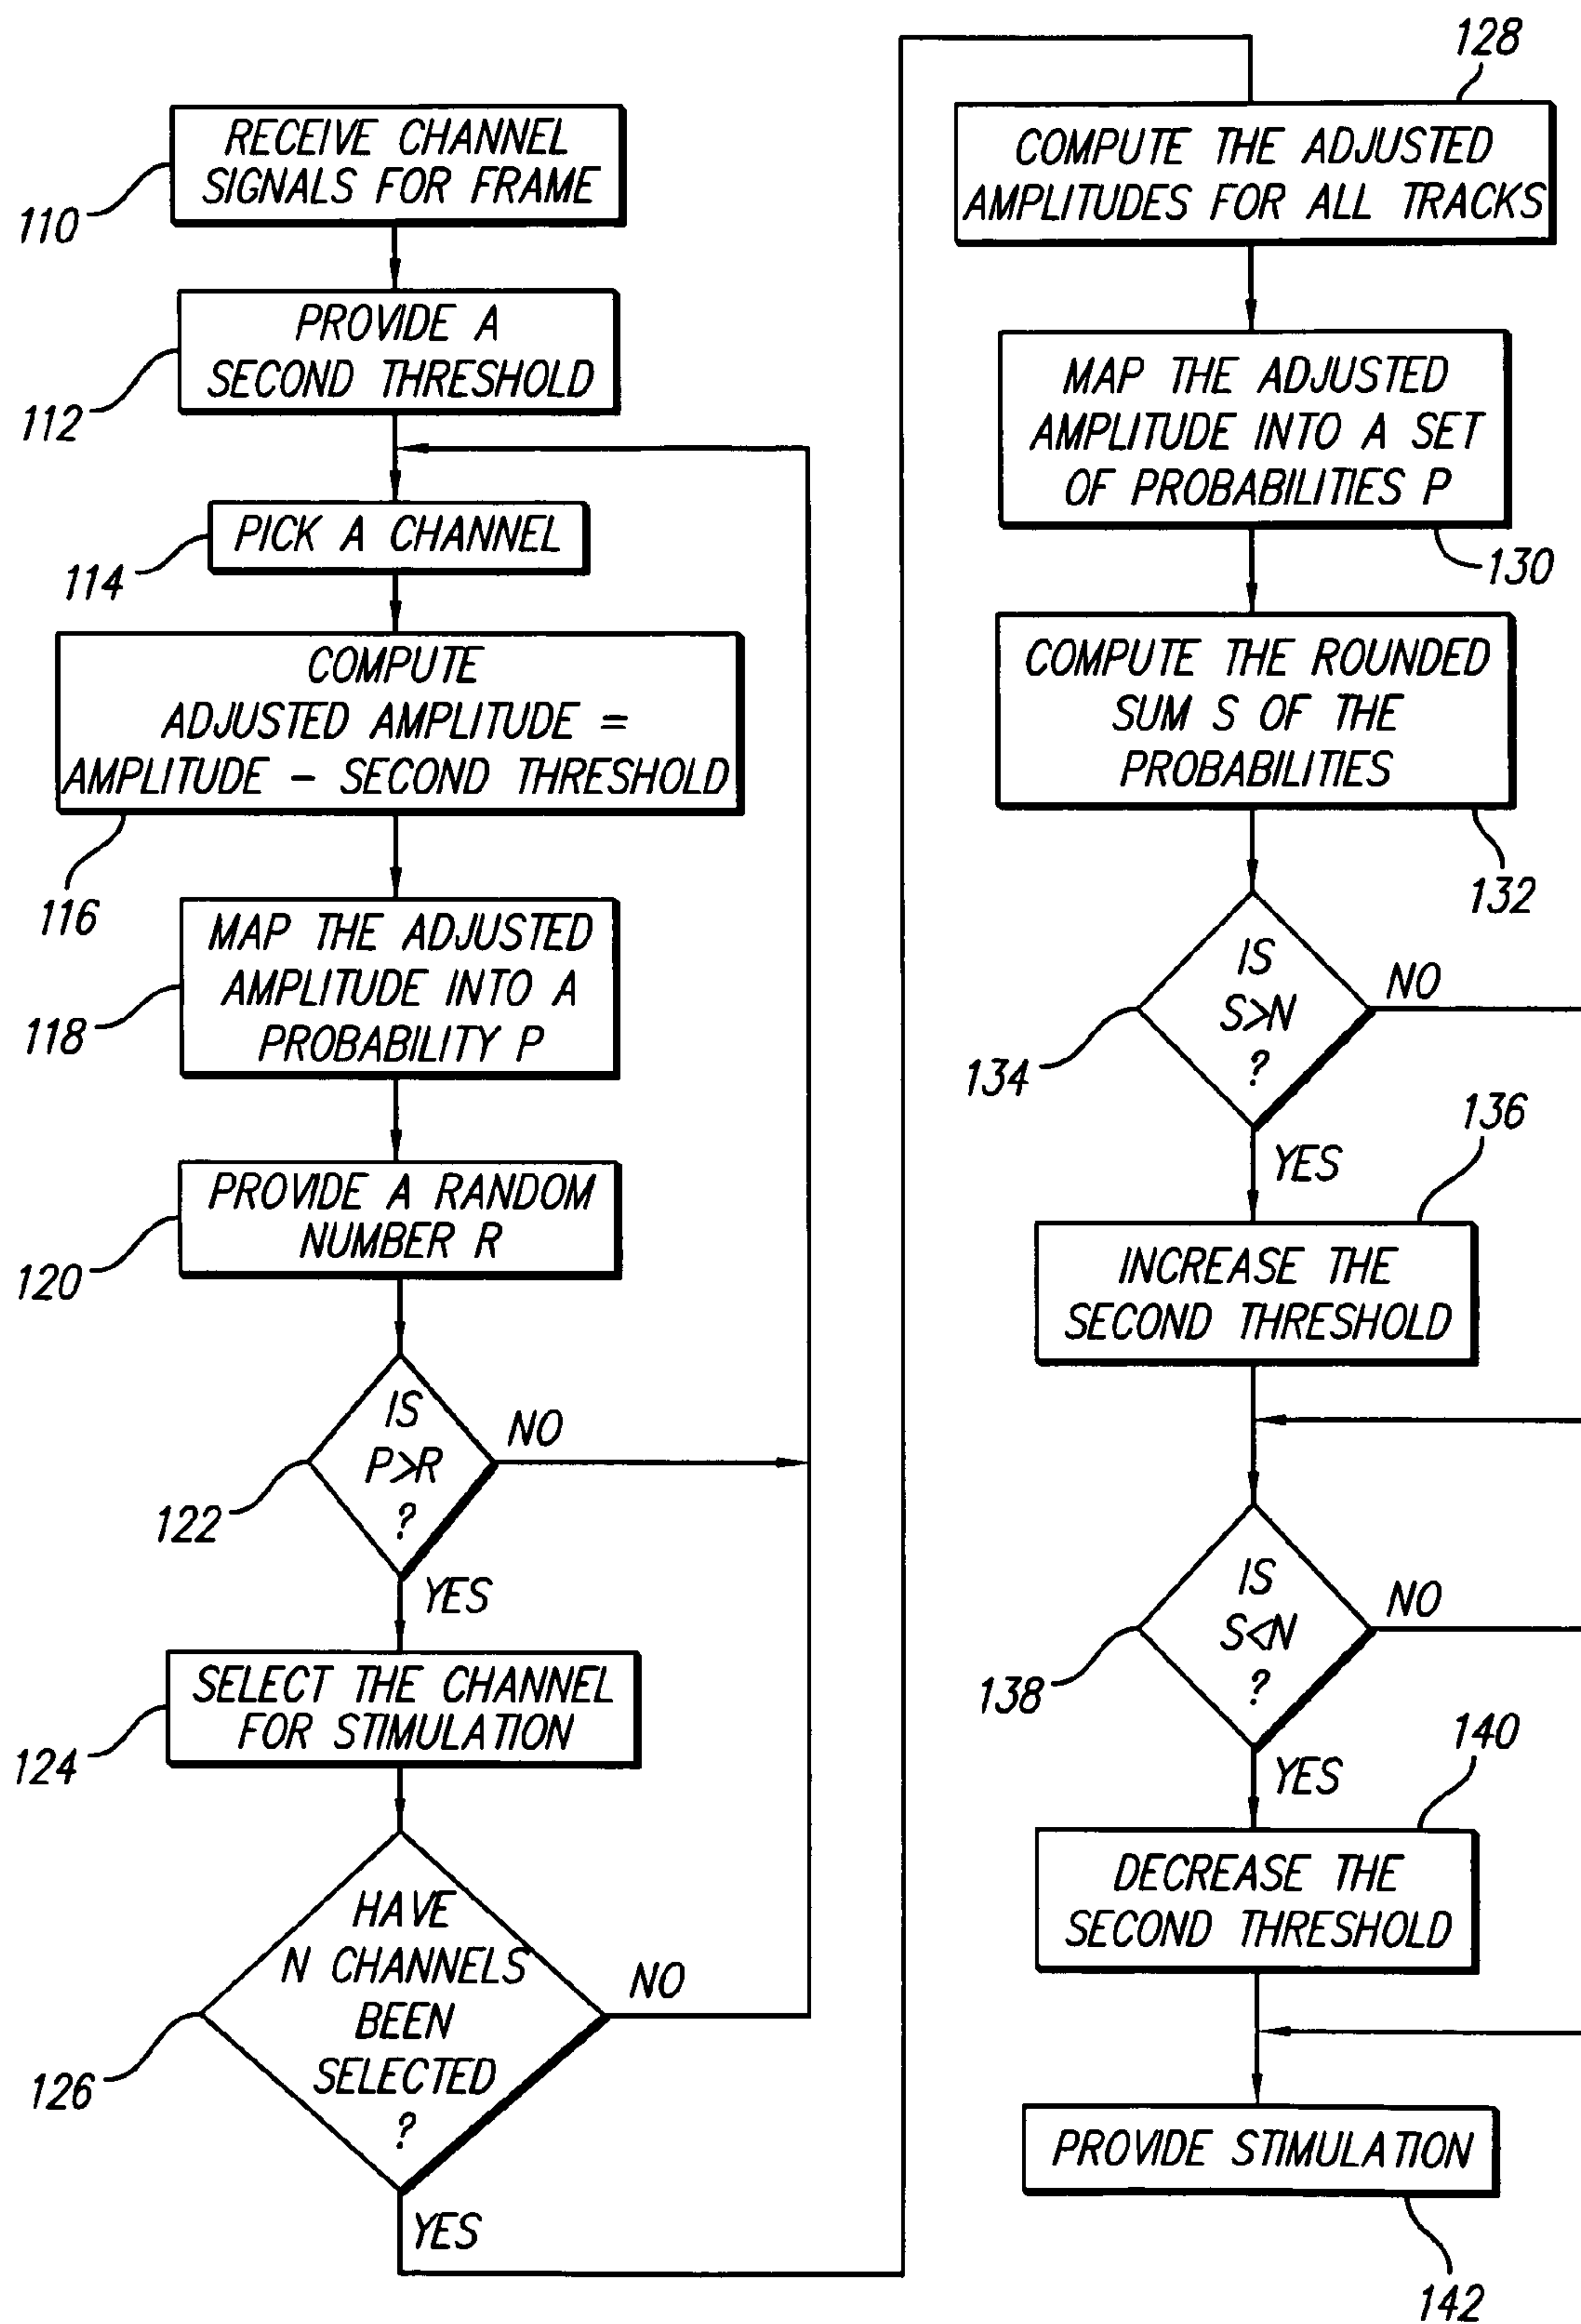 RECEIVE CHANNEL
SIGNALS FOR FRAME
110
PROVIDE A
SECOND THRESHOLD
112
PICK A CHANNEL
114
COMPUTE
ADJUSTED AMPLITUDE =
AMPLITUDE – SECOND THRESHOLD
116
MAP THE ADJUSTED
AMPLITUDE INTO A
PROBABILITY P
118
PROVIDE A RANDOM
NUMBER R
120
IS
P>R
?
NO
122
YES
SELECT THE CHANNEL
FOR STIMULATION
124
HAVE
N CHANNELS
BEEN
SELECTED
?
NO
126
YES
128
COMPUTE THE ADJUSTED
AMPLITUDES FOR ALL TRACKS
MAP THE ADJUSTED
AMPLITUDE INTO A SET
OF PROBABILITIES P
130
COMPUTE THE ROUNDED
SUM S OF THE
PROBABILITIES
132
IS
S>N
?
NO
134
YES
136
INCREASE THE
SECOND THRESHOLD
IS
S<N
?
NO
138
YES
140
DECREASE THE
SECOND THRESHOLD
PROVIDE STIMULATION
142